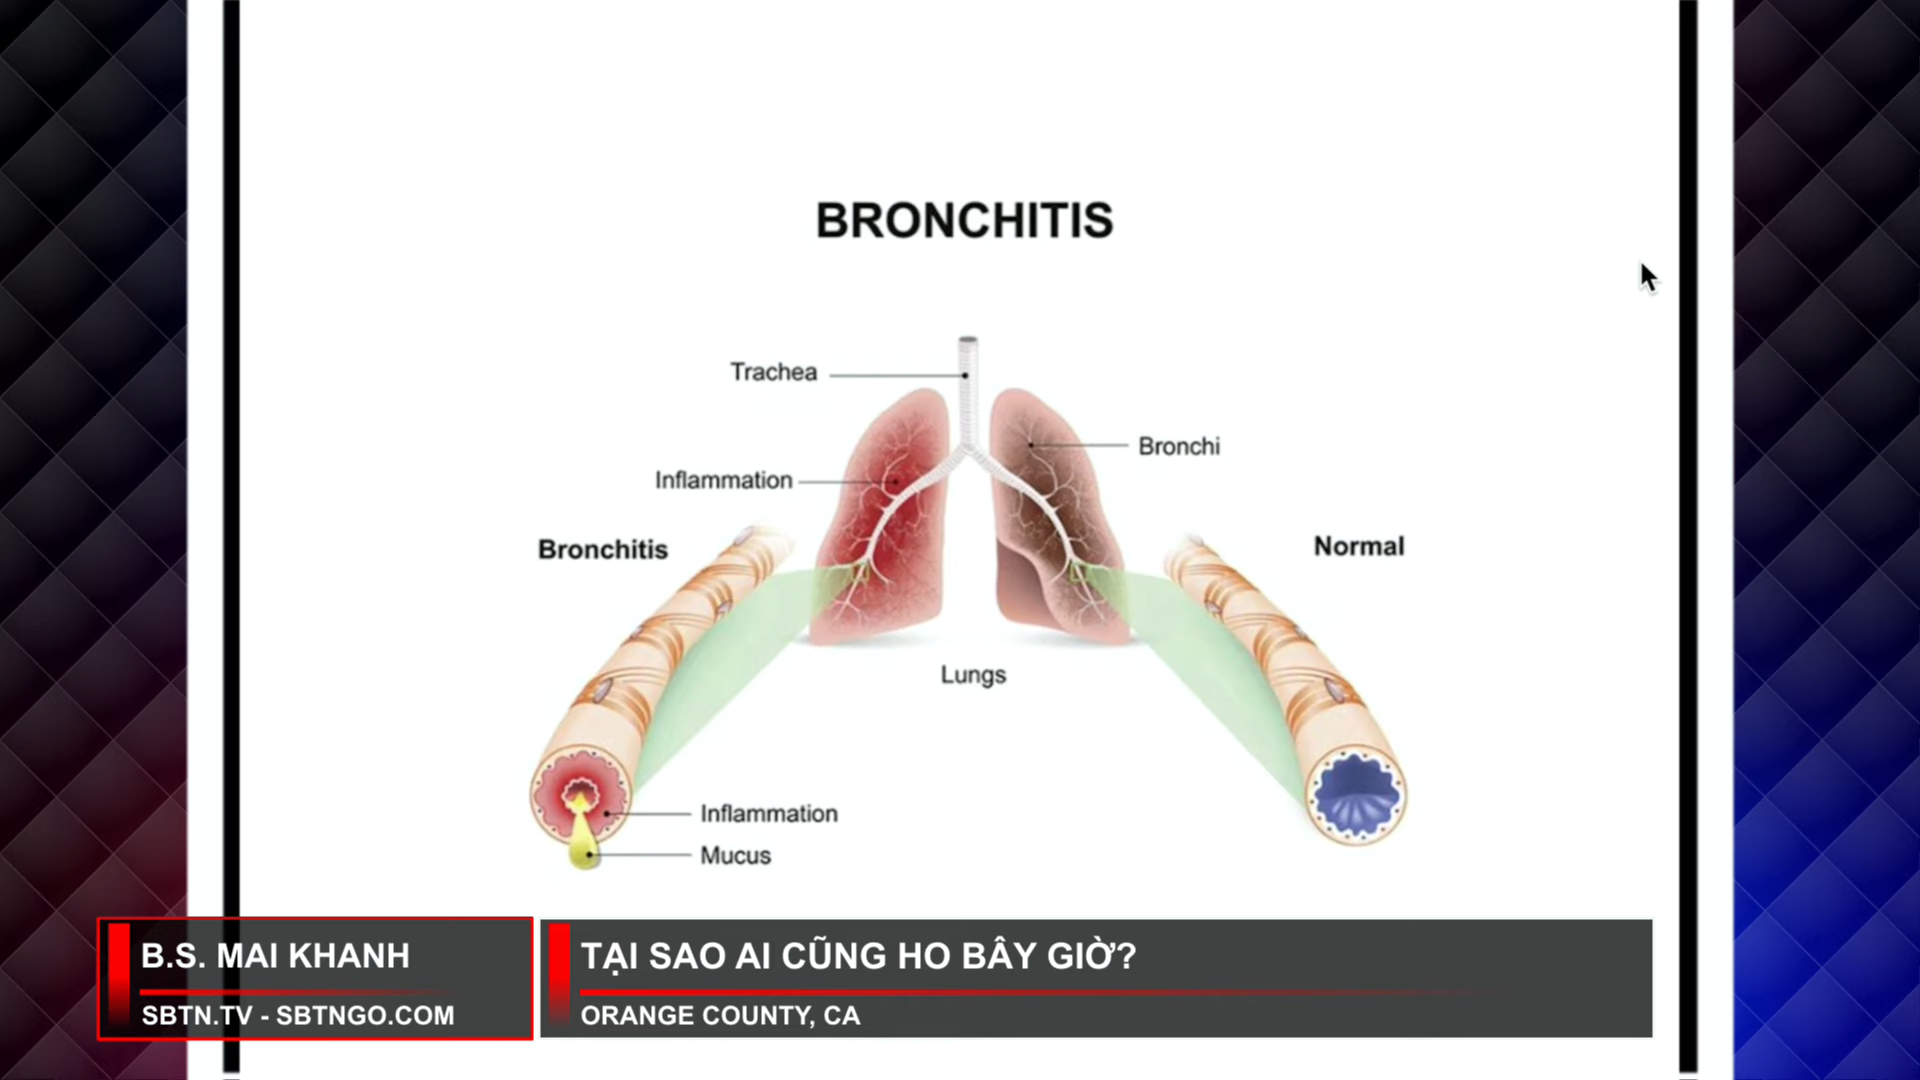 BRONCHITIS
Trachea
Bronchi
Inflammation
Bronchitis
Normal
Lungs
Inflammation
Mucus
B.S. MAI KHANH
SBTN.TV - SBTNGO.COM
TẠI SAO AI CŨNG HO BÂY GIỜ?
ORANGE COUNTY, CA